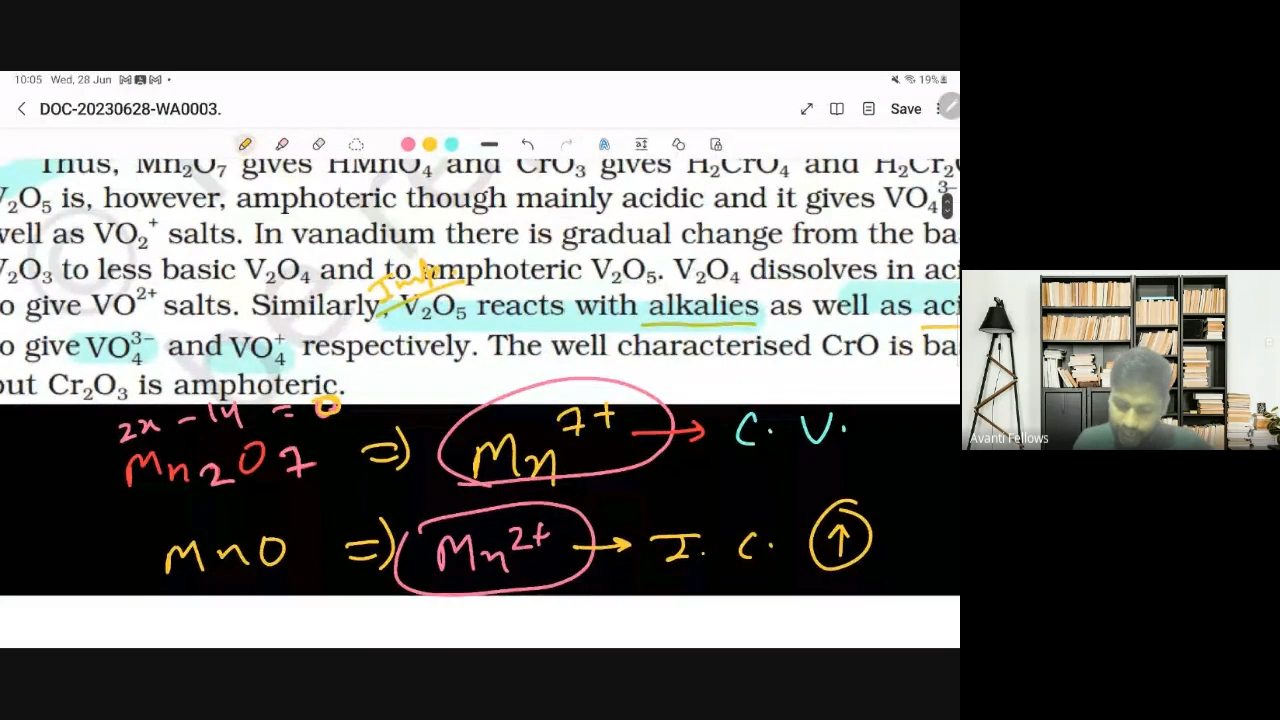 10:05 Wed, 28 Jun
19%
DOC-20230628-WA0003.
Save
Thus, Mn₂O₇ gives HMnO₄ and CrO₃ gives H₂CrO₄ and H₂Cr₂
V₂O₅ is, however, amphoteric though mainly acidic and it gives VO₄³⁻
well as VO₂⁺ salts. In vanadium there is gradual change from the ba
V₂O₃ to less basic V₂O₄ and to amphoteric V₂O₅. V₂O₄ dissolves in aci
Imp
to give VO²⁺ salts. Similarly, V₂O₅ reacts with alkalies as well as aci
to give VO₄³⁻ and VO₄⁺ respectively. The well characterised CrO is ba
but Cr₂O₃ is amphoteric.
2x - 14 = 0
Mn₂O₇ ⇒ Mn⁷⁺ → C. V.
MnO ⇒ Mn²⁺ → I. C. ↑
Avanti Fellows